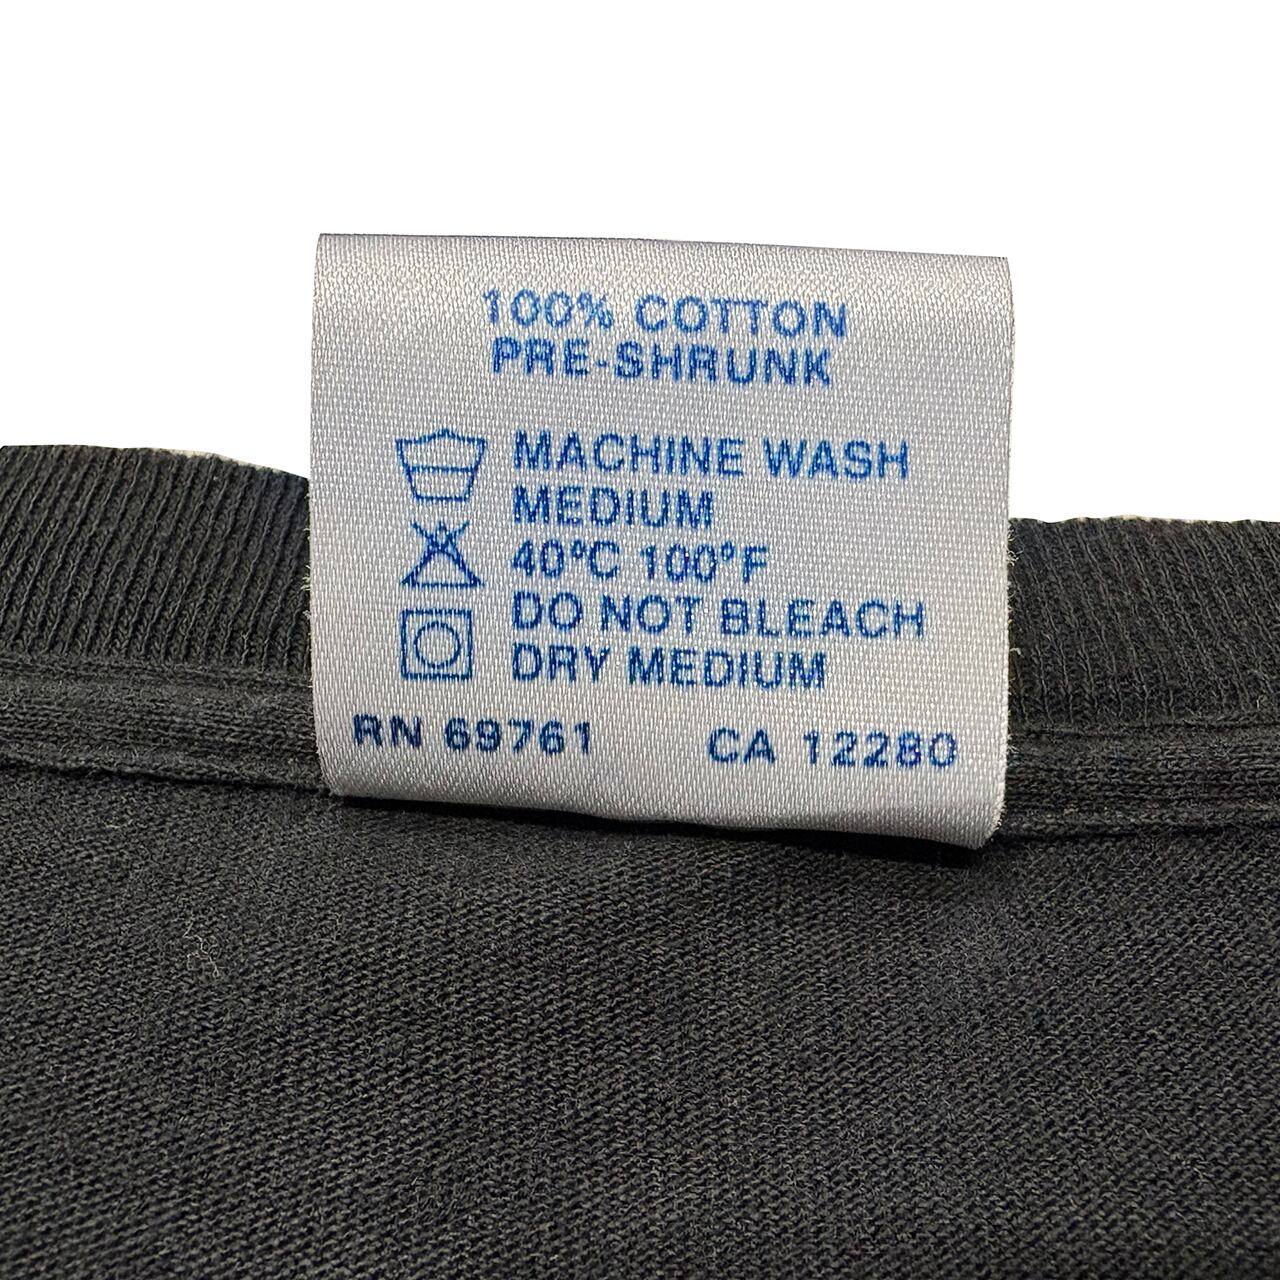 100% COTTON
PRE-SHRUNK
MACHINE WASH
MEDIUM
40°C 100°F
DO NOT BLEACH
DRY MEDIUM
RN 69761 CA 12280